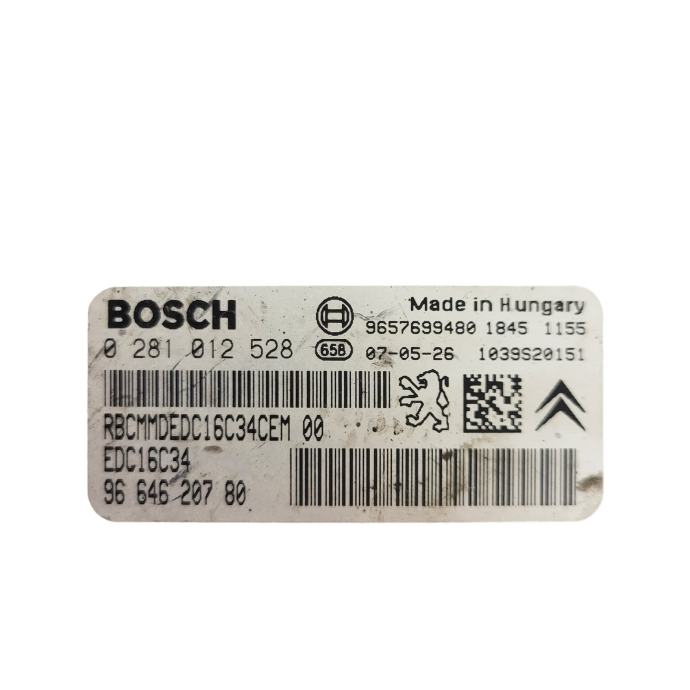 BOSCH
Made in Hungary
9657699480 1845 1155
0 281 012 528
658
07-05-26 1039S20151
RBCMMDEDC16C34CEM 00
EDC16C34
96 646 207 80